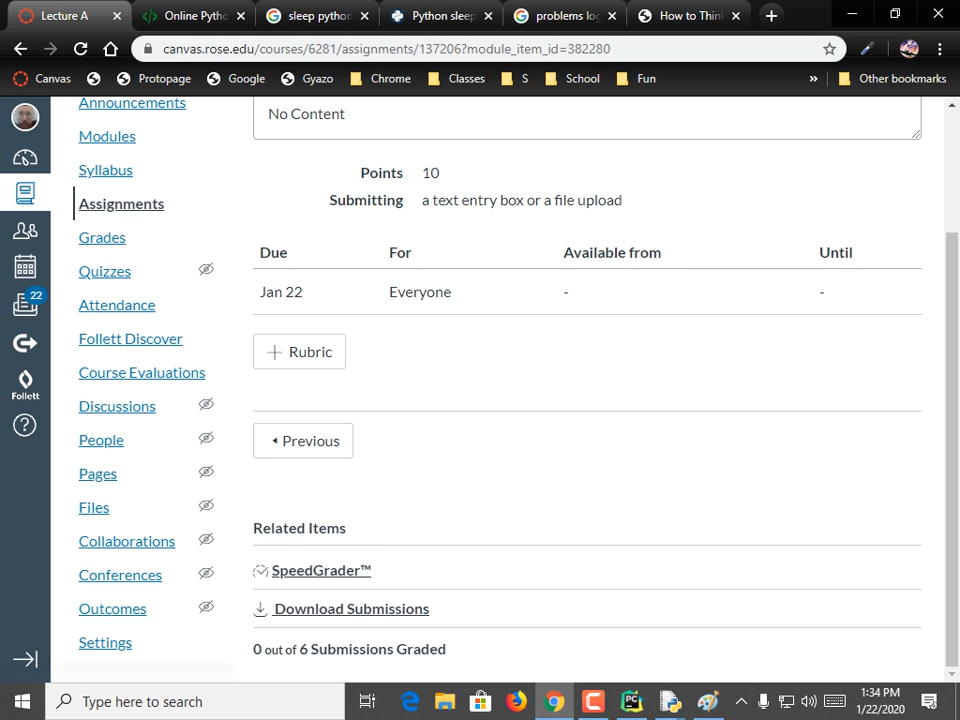 Lecture A
Online Pytho
sleep python
Python sleep
problems log
How to Think
canvas.rose.edu/courses/6281/assignments/137206?module_item_id=382280
Canvas
Protopage
Google
Gyazo
Chrome
Classes
S
School
Fun
»
Other bookmarks
Announcements
Modules
Syllabus
Assignments
Grades
Quizzes
Attendance
Follett Discover
Course Evaluations
Discussions
People
Pages
Files
Collaborations
Conferences
Outcomes
Settings
22
Follett
No Content
Points 10
Submitting a text entry box or a file upload
Due For Available from Until
Jan 22 Everyone - -
+ Rubric
Previous
Related Items
SpeedGrader™
Download Submissions
0 out of 6 Submissions Graded
Type here to search
1:34 PM
1/22/2020